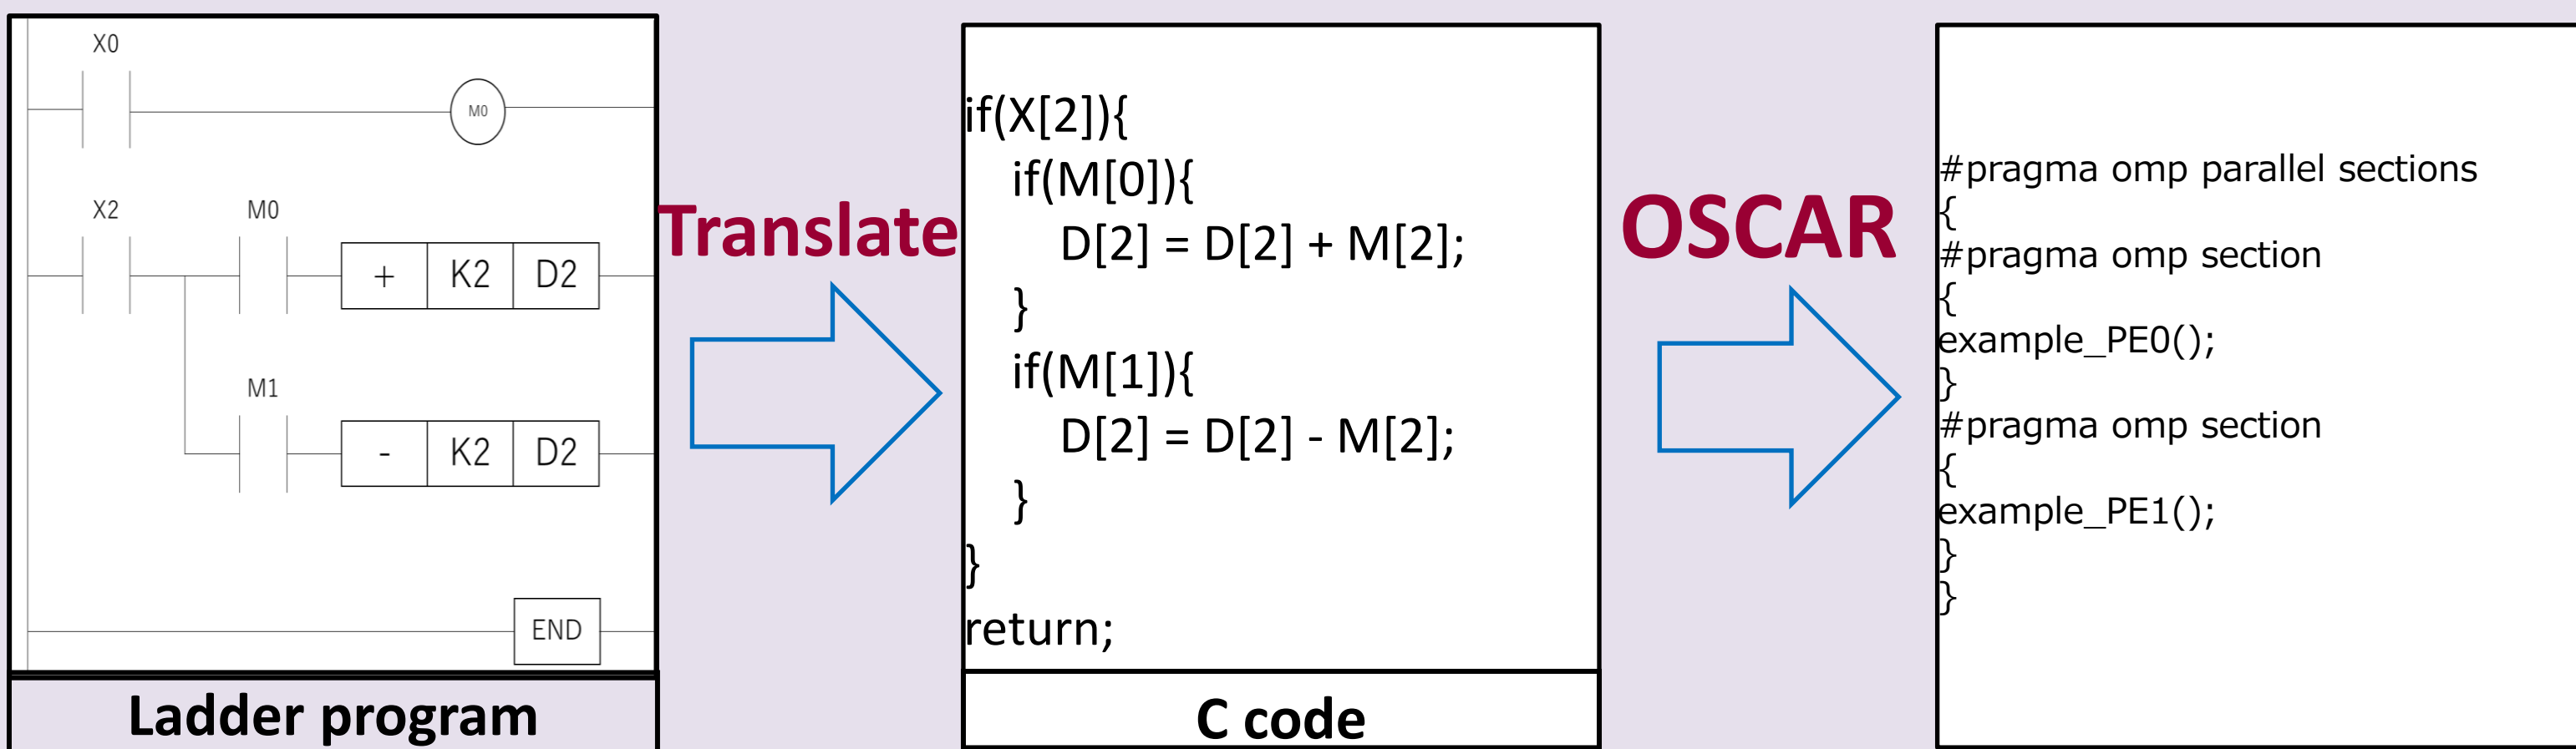 X0
M0
X2 M0
+ K2 D2
M1
- K2 D2
END
Ladder program
Translate
if(X[2]){
if(M[0]){
D[2] = D[2] + M[2];
}
if(M[1]){
D[2] = D[2] - M[2];
}
}
return;
C code
OSCAR
#pragma omp parallel sections
{
#pragma omp section
{
example_PE0();
}
#pragma omp section
{
example_PE1();
}
}